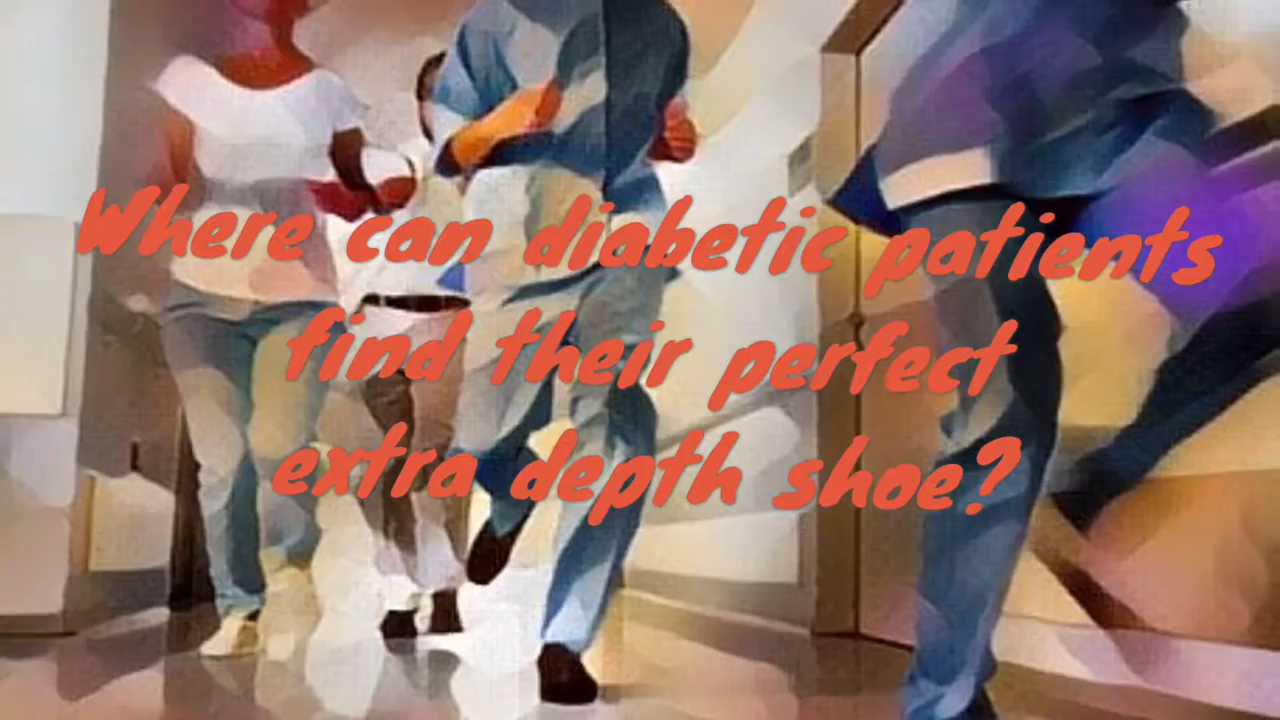 Where can diabetic patients
find their perfect
extra depth shoe?